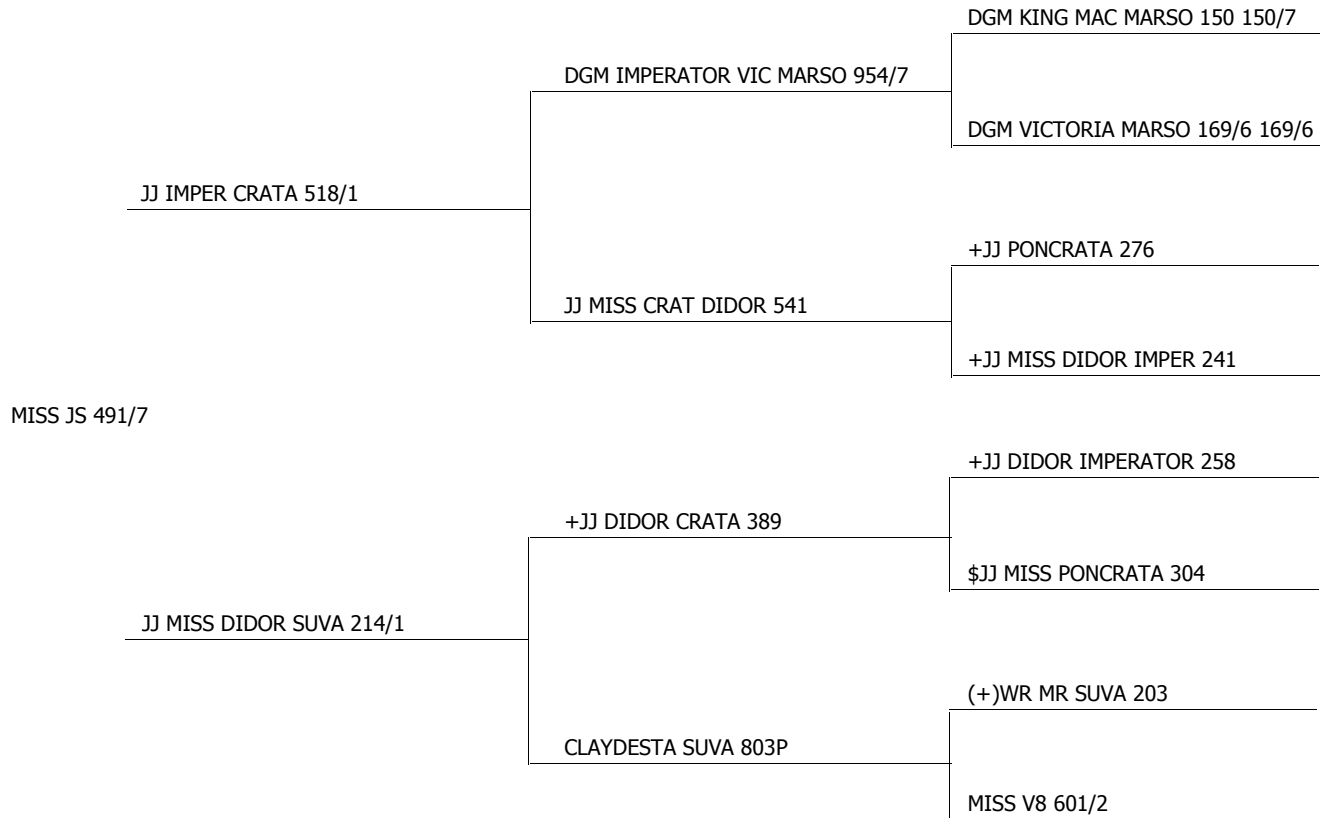 DGM KING MAC MARSO 150 150/7
DGM IMPERATOR VIC MARSO 954/7
DGM VICTORIA MARSO 169/6 169/6
JJ IMPER CRATA 518/1
+JJ PONCRATA 276
JJ MISS CRAT DIDOR 541
+JJ MISS DIDOR IMPER 241
MISS JS 491/7
+JJ DIDOR IMPERATOR 258
+JJ DIDOR CRATA 389
$JJ MISS PONCRATA 304
JJ MISS DIDOR SUVA 214/1
(+)WR MR SUVA 203
CLAYDESTA SUVA 803P
MISS V8 601/2